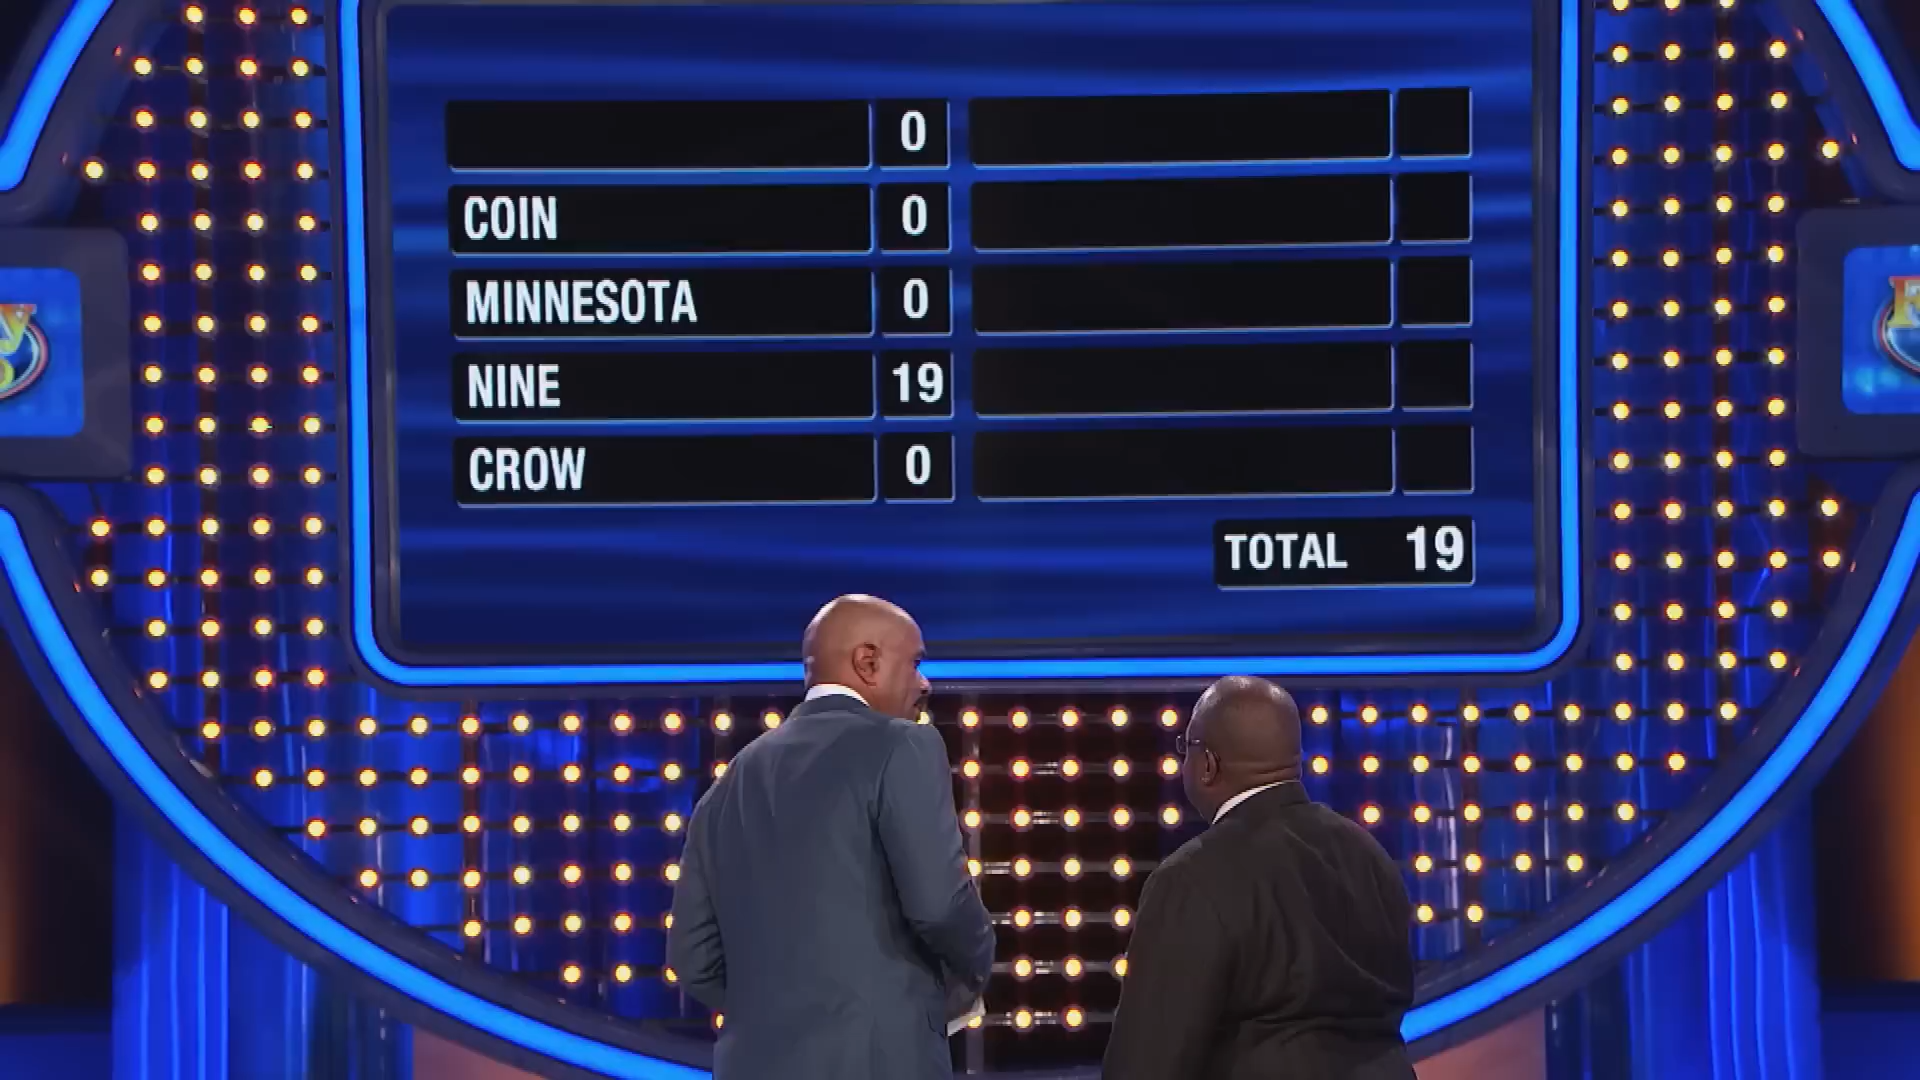 0
COIN 0
MINNESOTA 0
NINE 19
CROW 0
TOTAL 19